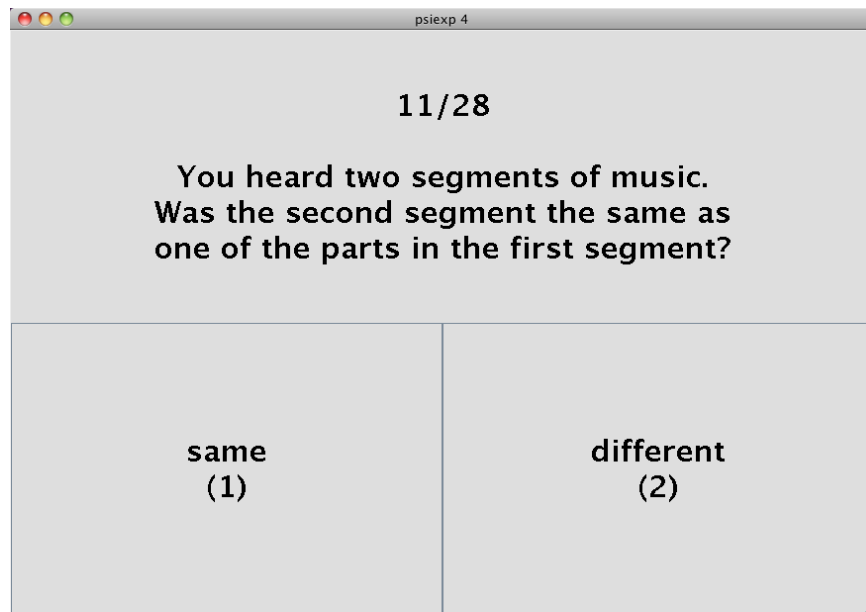 psiexp 4
11/28
You heard two segments of music.
Was the second segment the same as
one of the parts in the first segment?
same
(1)
different
(2)